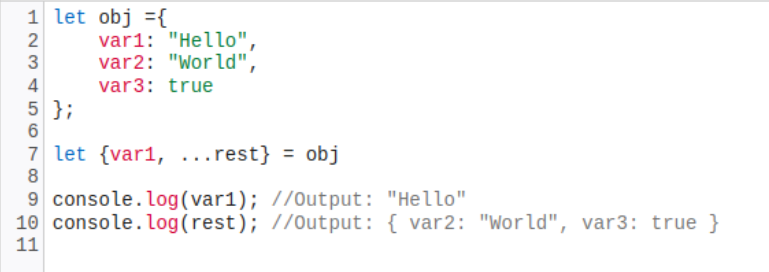 1 let obj ={
2     var1: "Hello",
3     var2: "World",
4     var3: true
5 };
6
7 let {var1, ...rest} = obj
8
9 console.log(var1); //Output: "Hello"
10 console.log(rest); //Output: { var2: "World", var3: true }
11